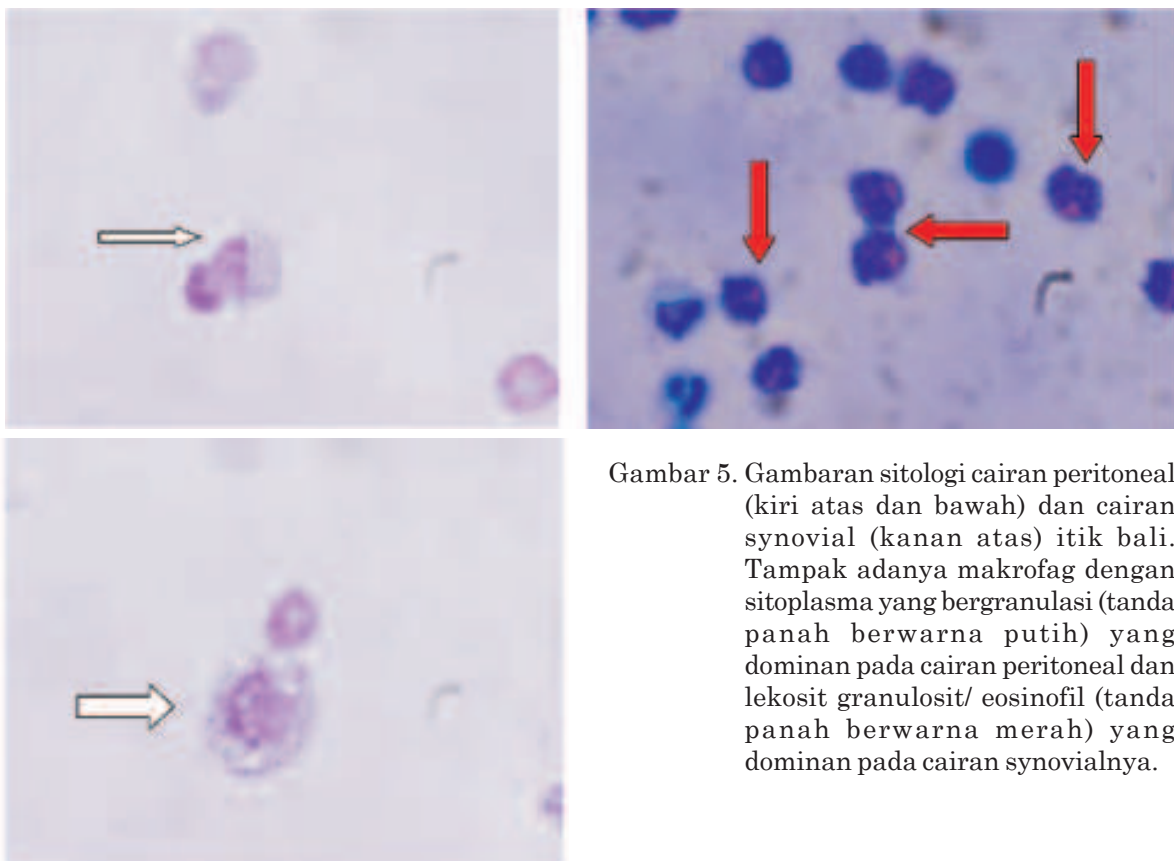 Gambar 5. Gambaran sitologi cairan peritoneal
(kiri atas dan bawah) dan cairan
synovial (kanan atas) itik bali.
Tampak adanya makrofag dengan
sitoplasma yang bergranulasi (tanda
panah berwarna putih) yang
dominan pada cairan peritoneal dan
lekosit granulosit/ eosinofil (tanda
panah berwarna merah) yang
dominan pada cairan synovialnya.